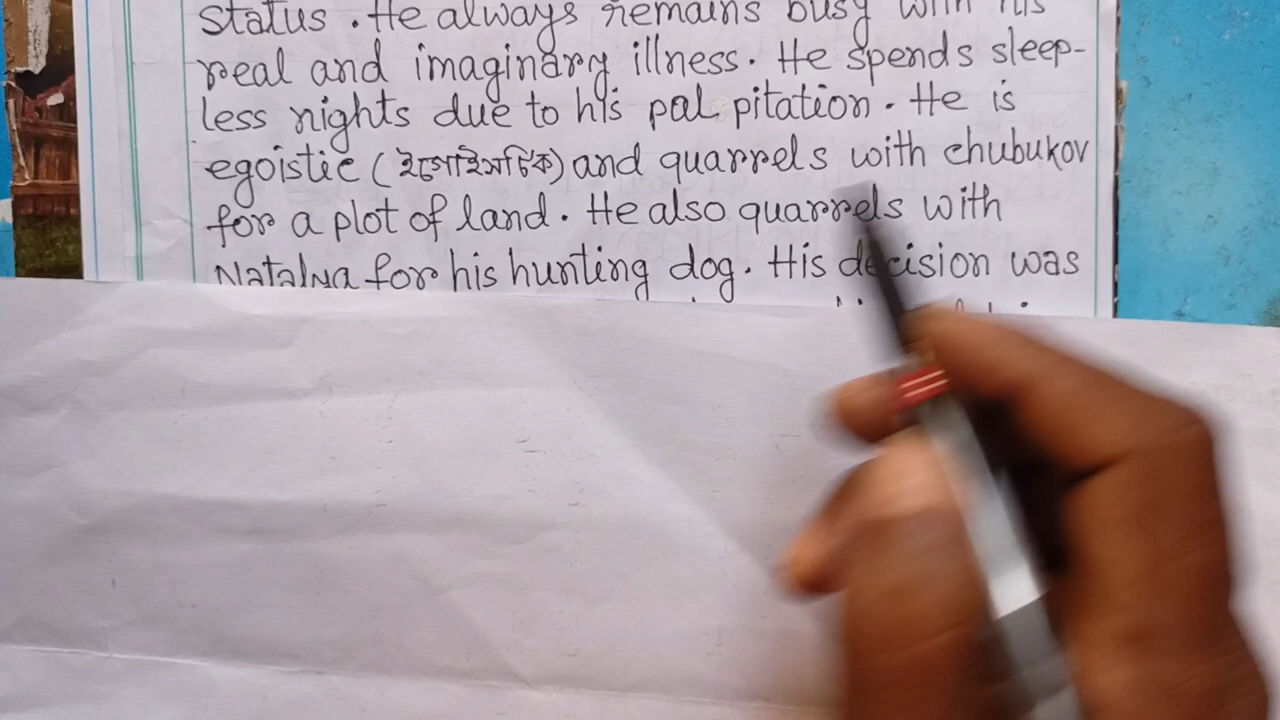 status. He always remains busy with his
real and imaginary illness. He spends sleep-
less nights due to his pal pitation. He is
egoistic (ইগোইসটিক) and quarrels with chubukov
for a plot of land. He also quarrels with
Natalya for his hunting dog. His decision was